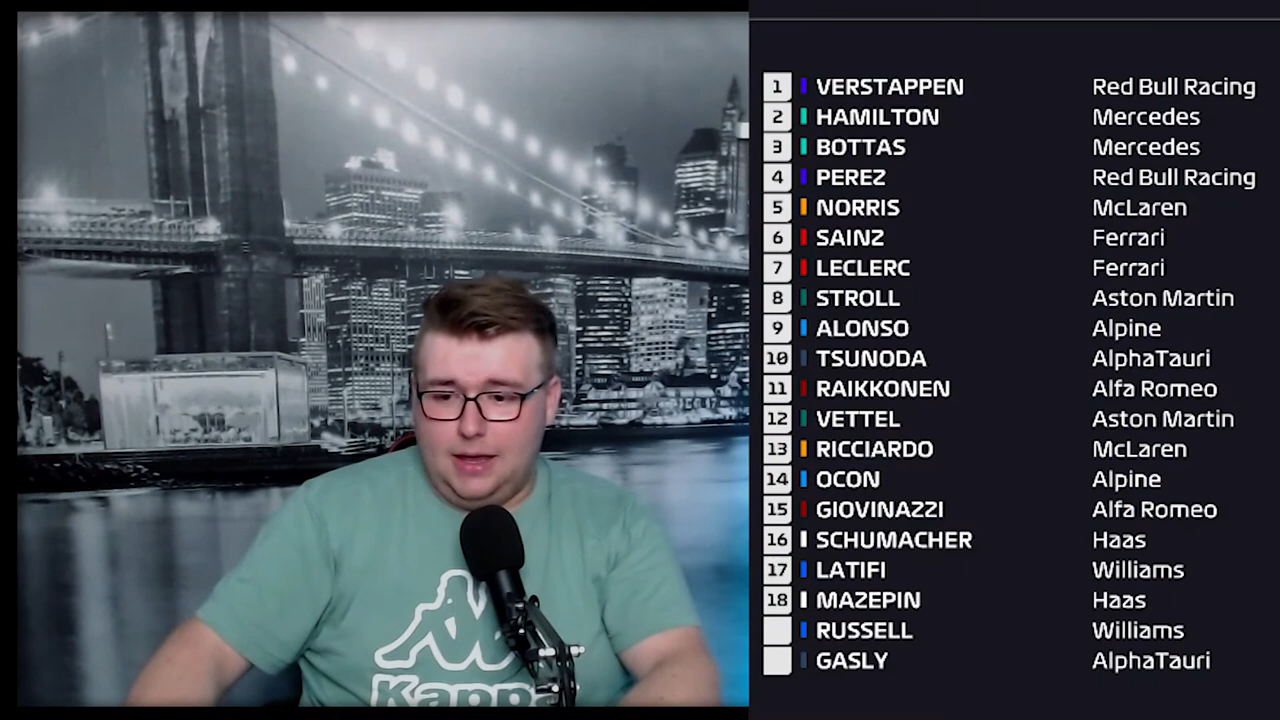 1 VERSTAPPEN Red Bull Racing
2 HAMILTON Mercedes
3 BOTTAS Mercedes
4 PEREZ Red Bull Racing
5 NORRIS McLaren
6 SAINZ Ferrari
7 LECLERC Ferrari
8 STROLL Aston Martin
9 ALONSO Alpine
10 TSUNODA AlphaTauri
11 RAIKKONEN Alfa Romeo
12 VETTEL Aston Martin
13 RICCIARDO McLaren
14 OCON Alpine
15 GIOVINAZZI Alfa Romeo
16 SCHUMACHER Haas
17 LATIFI Williams
18 MAZEPIN Haas
RUSSELL Williams
GASLY AlphaTauri
Kappa